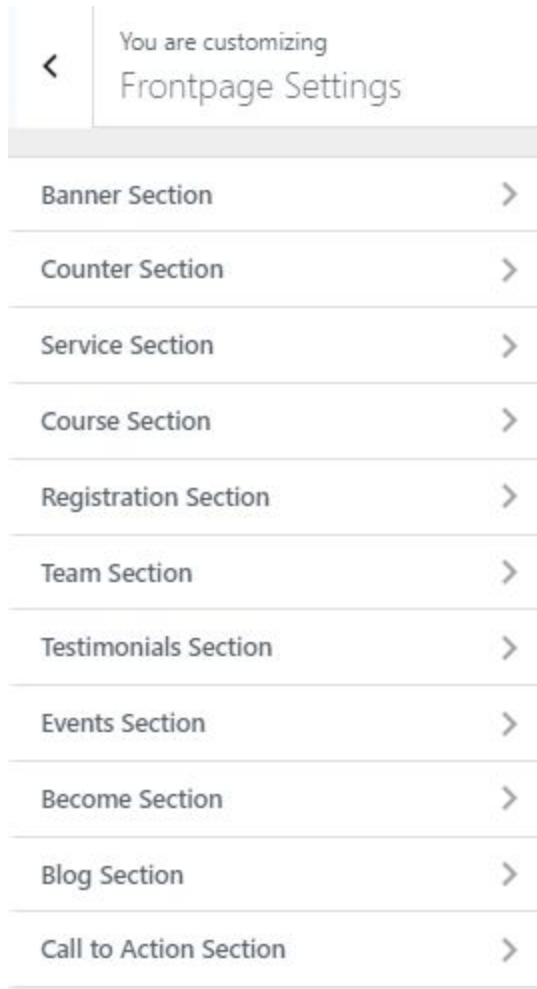 You are customizing
Frontpage Settings
Banner Section
Counter Section
Service Section
Course Section
Registration Section
Team Section
Testimonials Section
Events Section
Become Section
Blog Section
Call to Action Section